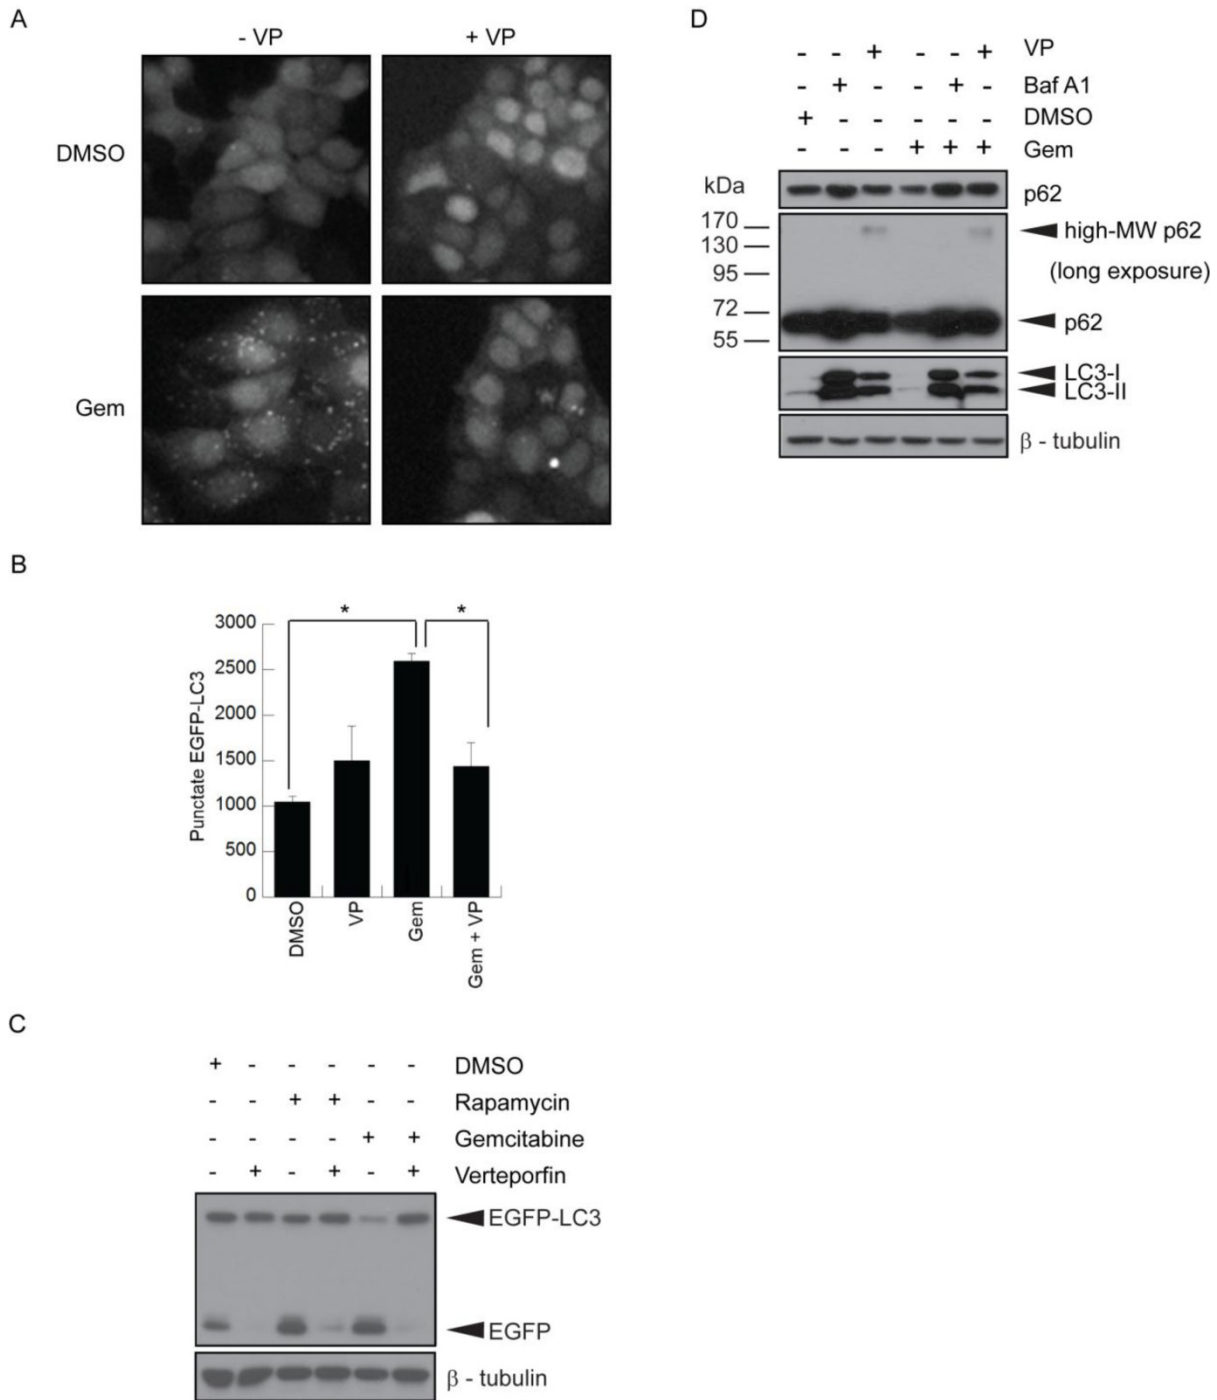 A
- VP + VP
DMSO
Gem
B
*
*
3000
2500
2000
1500
1000
500
0
Punctate EGFP-LC3
DMSO
VP
Gem
Gem + VP
C
+ - - - - - DMSO
- - + + - - Rapamycin
- - - - + + Gemcitabine
- + - + - + Verteporfin
EGFP-LC3
EGFP
β - tubulin
D
- - + - - + VP
- + - - + - Baf A1
+ - - - - - DMSO
- - - + + + Gem
kDa
p62
170
130
95
72
55
high-MW p62
(long exposure)
p62
LC3-I
LC3-II
β - tubulin